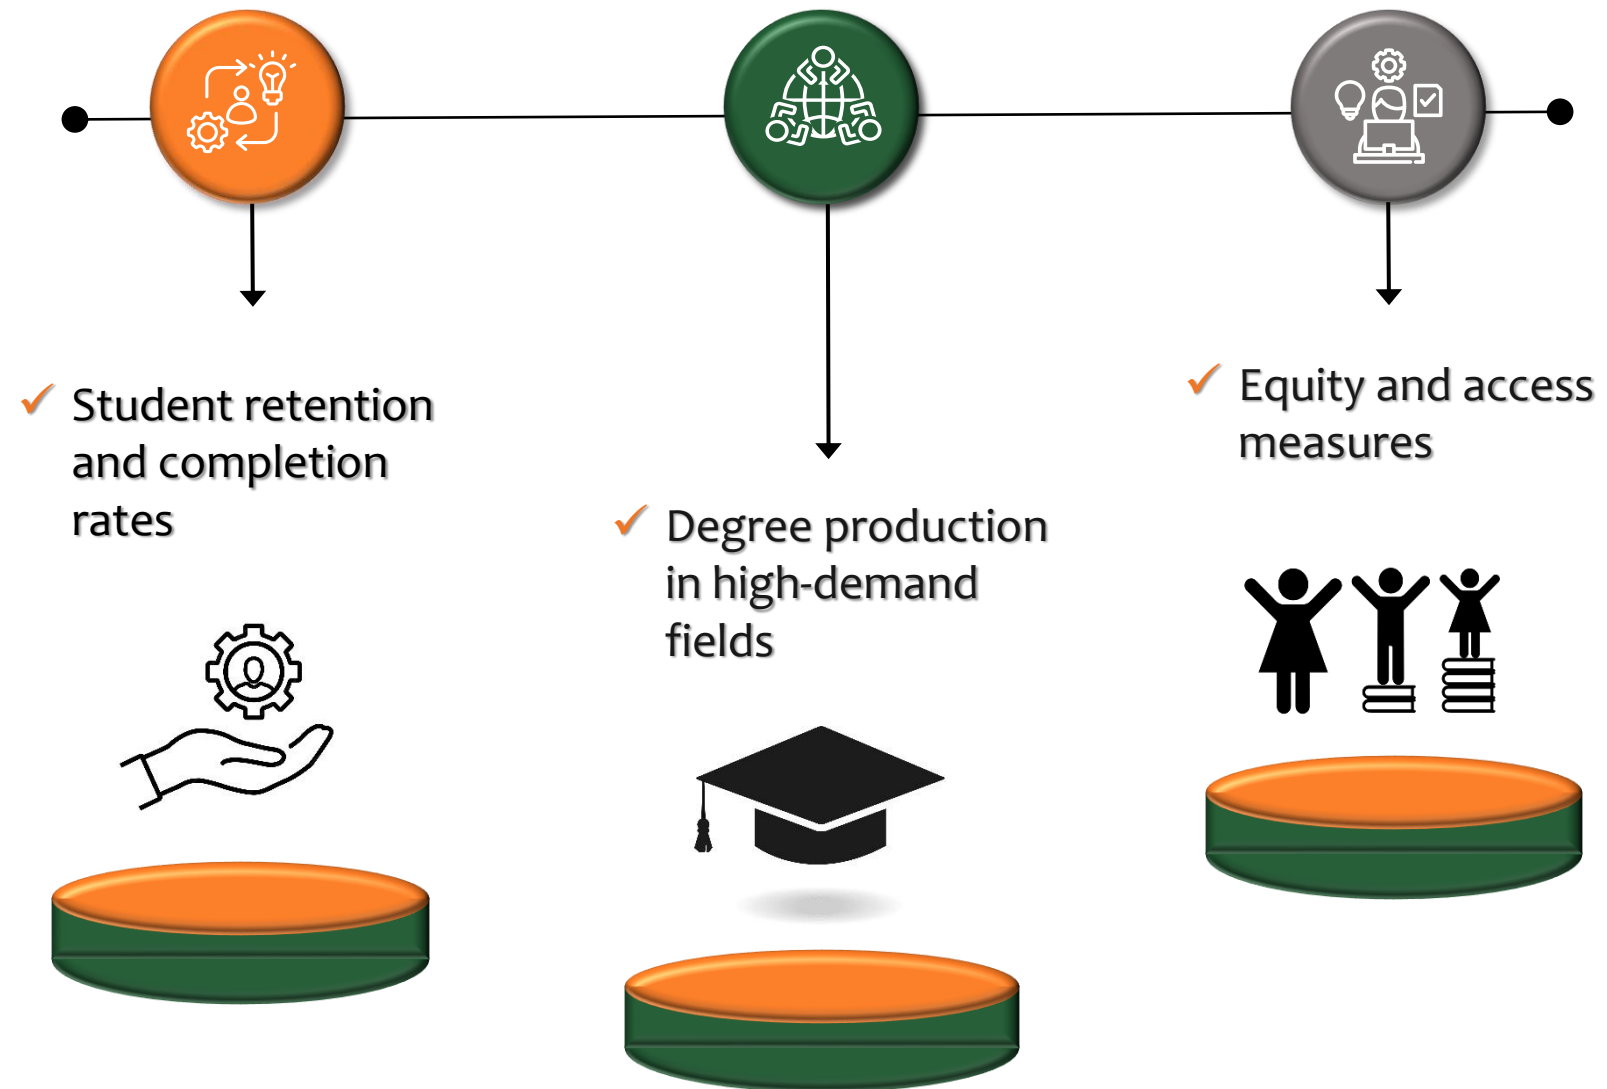 Student retention
and completion
rates
Degree production
in high-demand
fields
Equity and access
measures